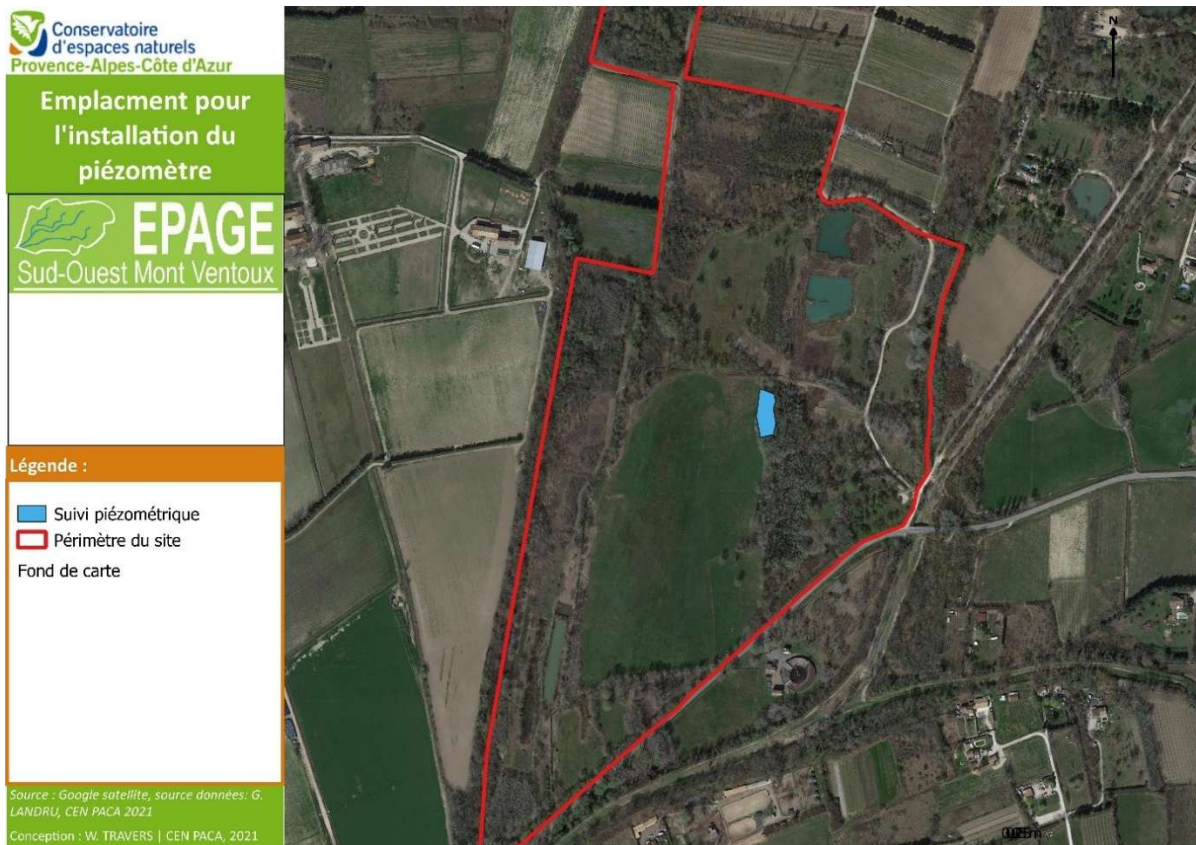 Conservatoire
d'espaces naturels
Provence-Alpes-Côte d'Azur
Emplacment pour
l'installation du
piézomètre
EPAGE
Sud-Ouest Mont Ventoux
Légende :
Suivi piézométrique
Périmètre du site
Fond de carte
Source : Google satellite, source données: G.
LANDRU, CEN PACA 2021
Conception : W. TRAVERS | CEN PACA, 2021
N